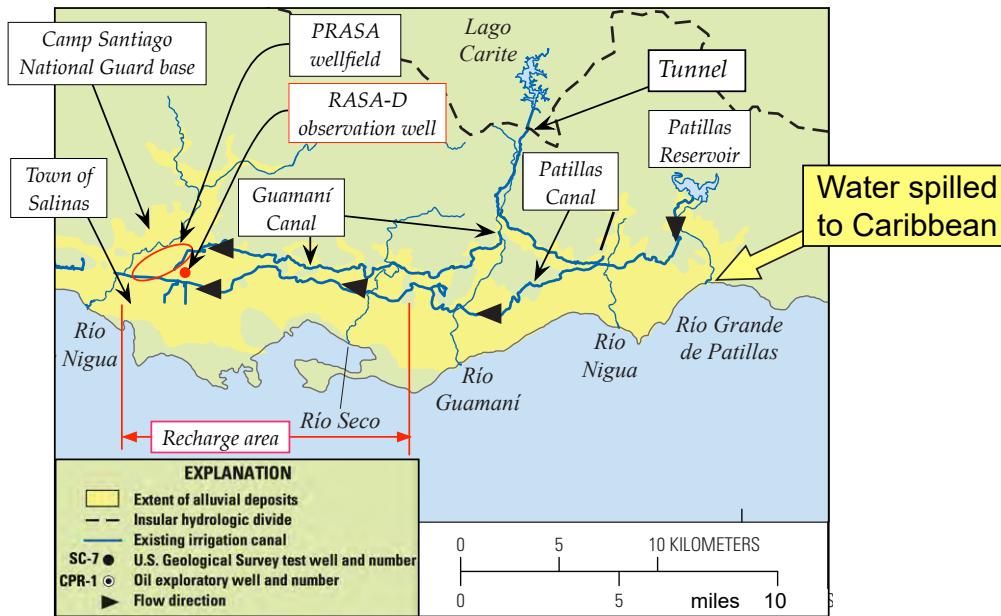 Camp Santiago
National Guard base
PRASA
wellfield
Lago
Carite
Tunnel
RASA-D
observation well
Patillas
Reservoir
Town of
Salinas
Guamaní
Canal
Patillas
Canal
Water spilled
to Caribbean
Río
Nigua
Río Seco
Río
Guamaní
Río
Nigua
Río Grande
de Patillas
Recharge area
EXPLANATION
Extent of alluvial deposits
Insular hydrologic divide
Existing irrigation canal
SC-7 U.S. Geological Survey test well and number
CPR-1 Oil exploratory well and number
Flow direction
0 5 10 KILOMETERS
0 5 miles 10 S